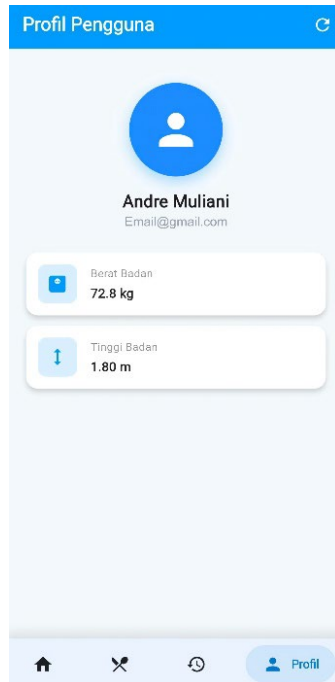 Profil Pengguna
Andre Muliani
Email@gmail.com
Berat Badan
72.8 kg
Tinggi Badan
1.80 m
Profil